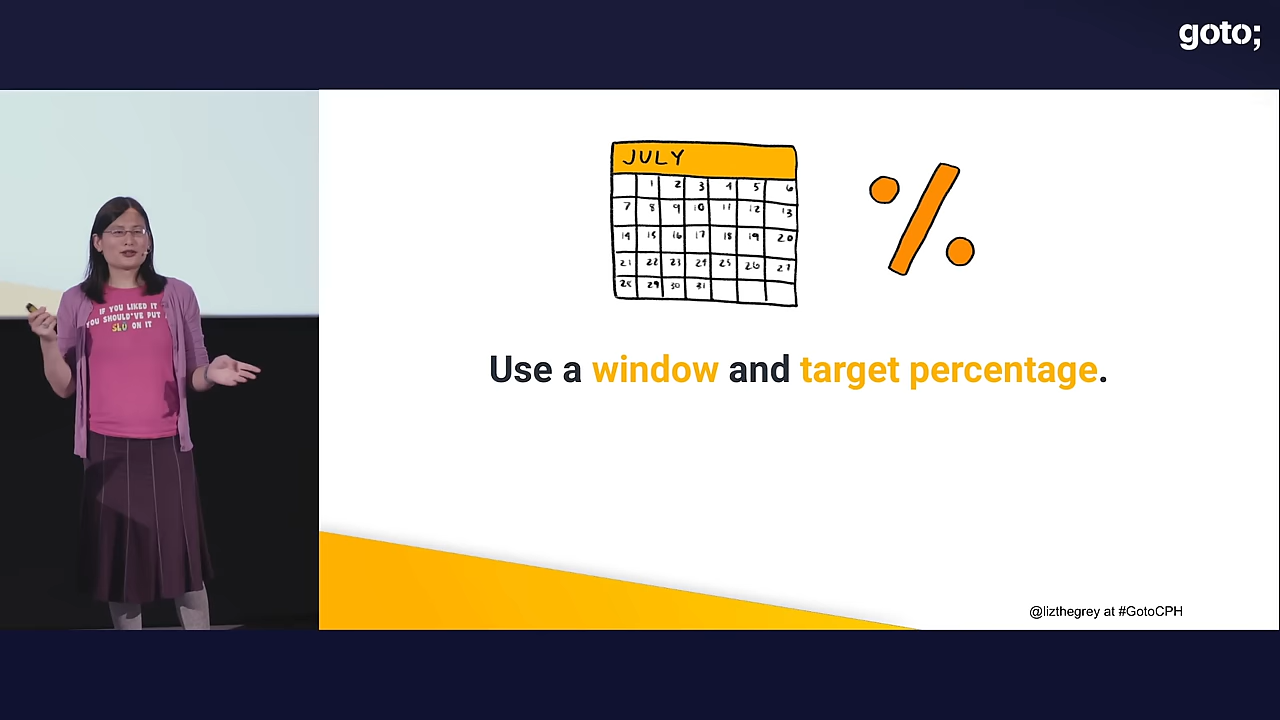 goto;
IF YOU LIKED IT
YOU SHOULD'VE PUT
SLO ON IT
JULY %
1 2 3 4 5 6
7 8 9 10 11 12 13
14 15 16 17 18 19 20
21 22 23 24 25 26 27
28 29 30 31
Use a window and target percentage.
@lizthegrey at #GotoCPH